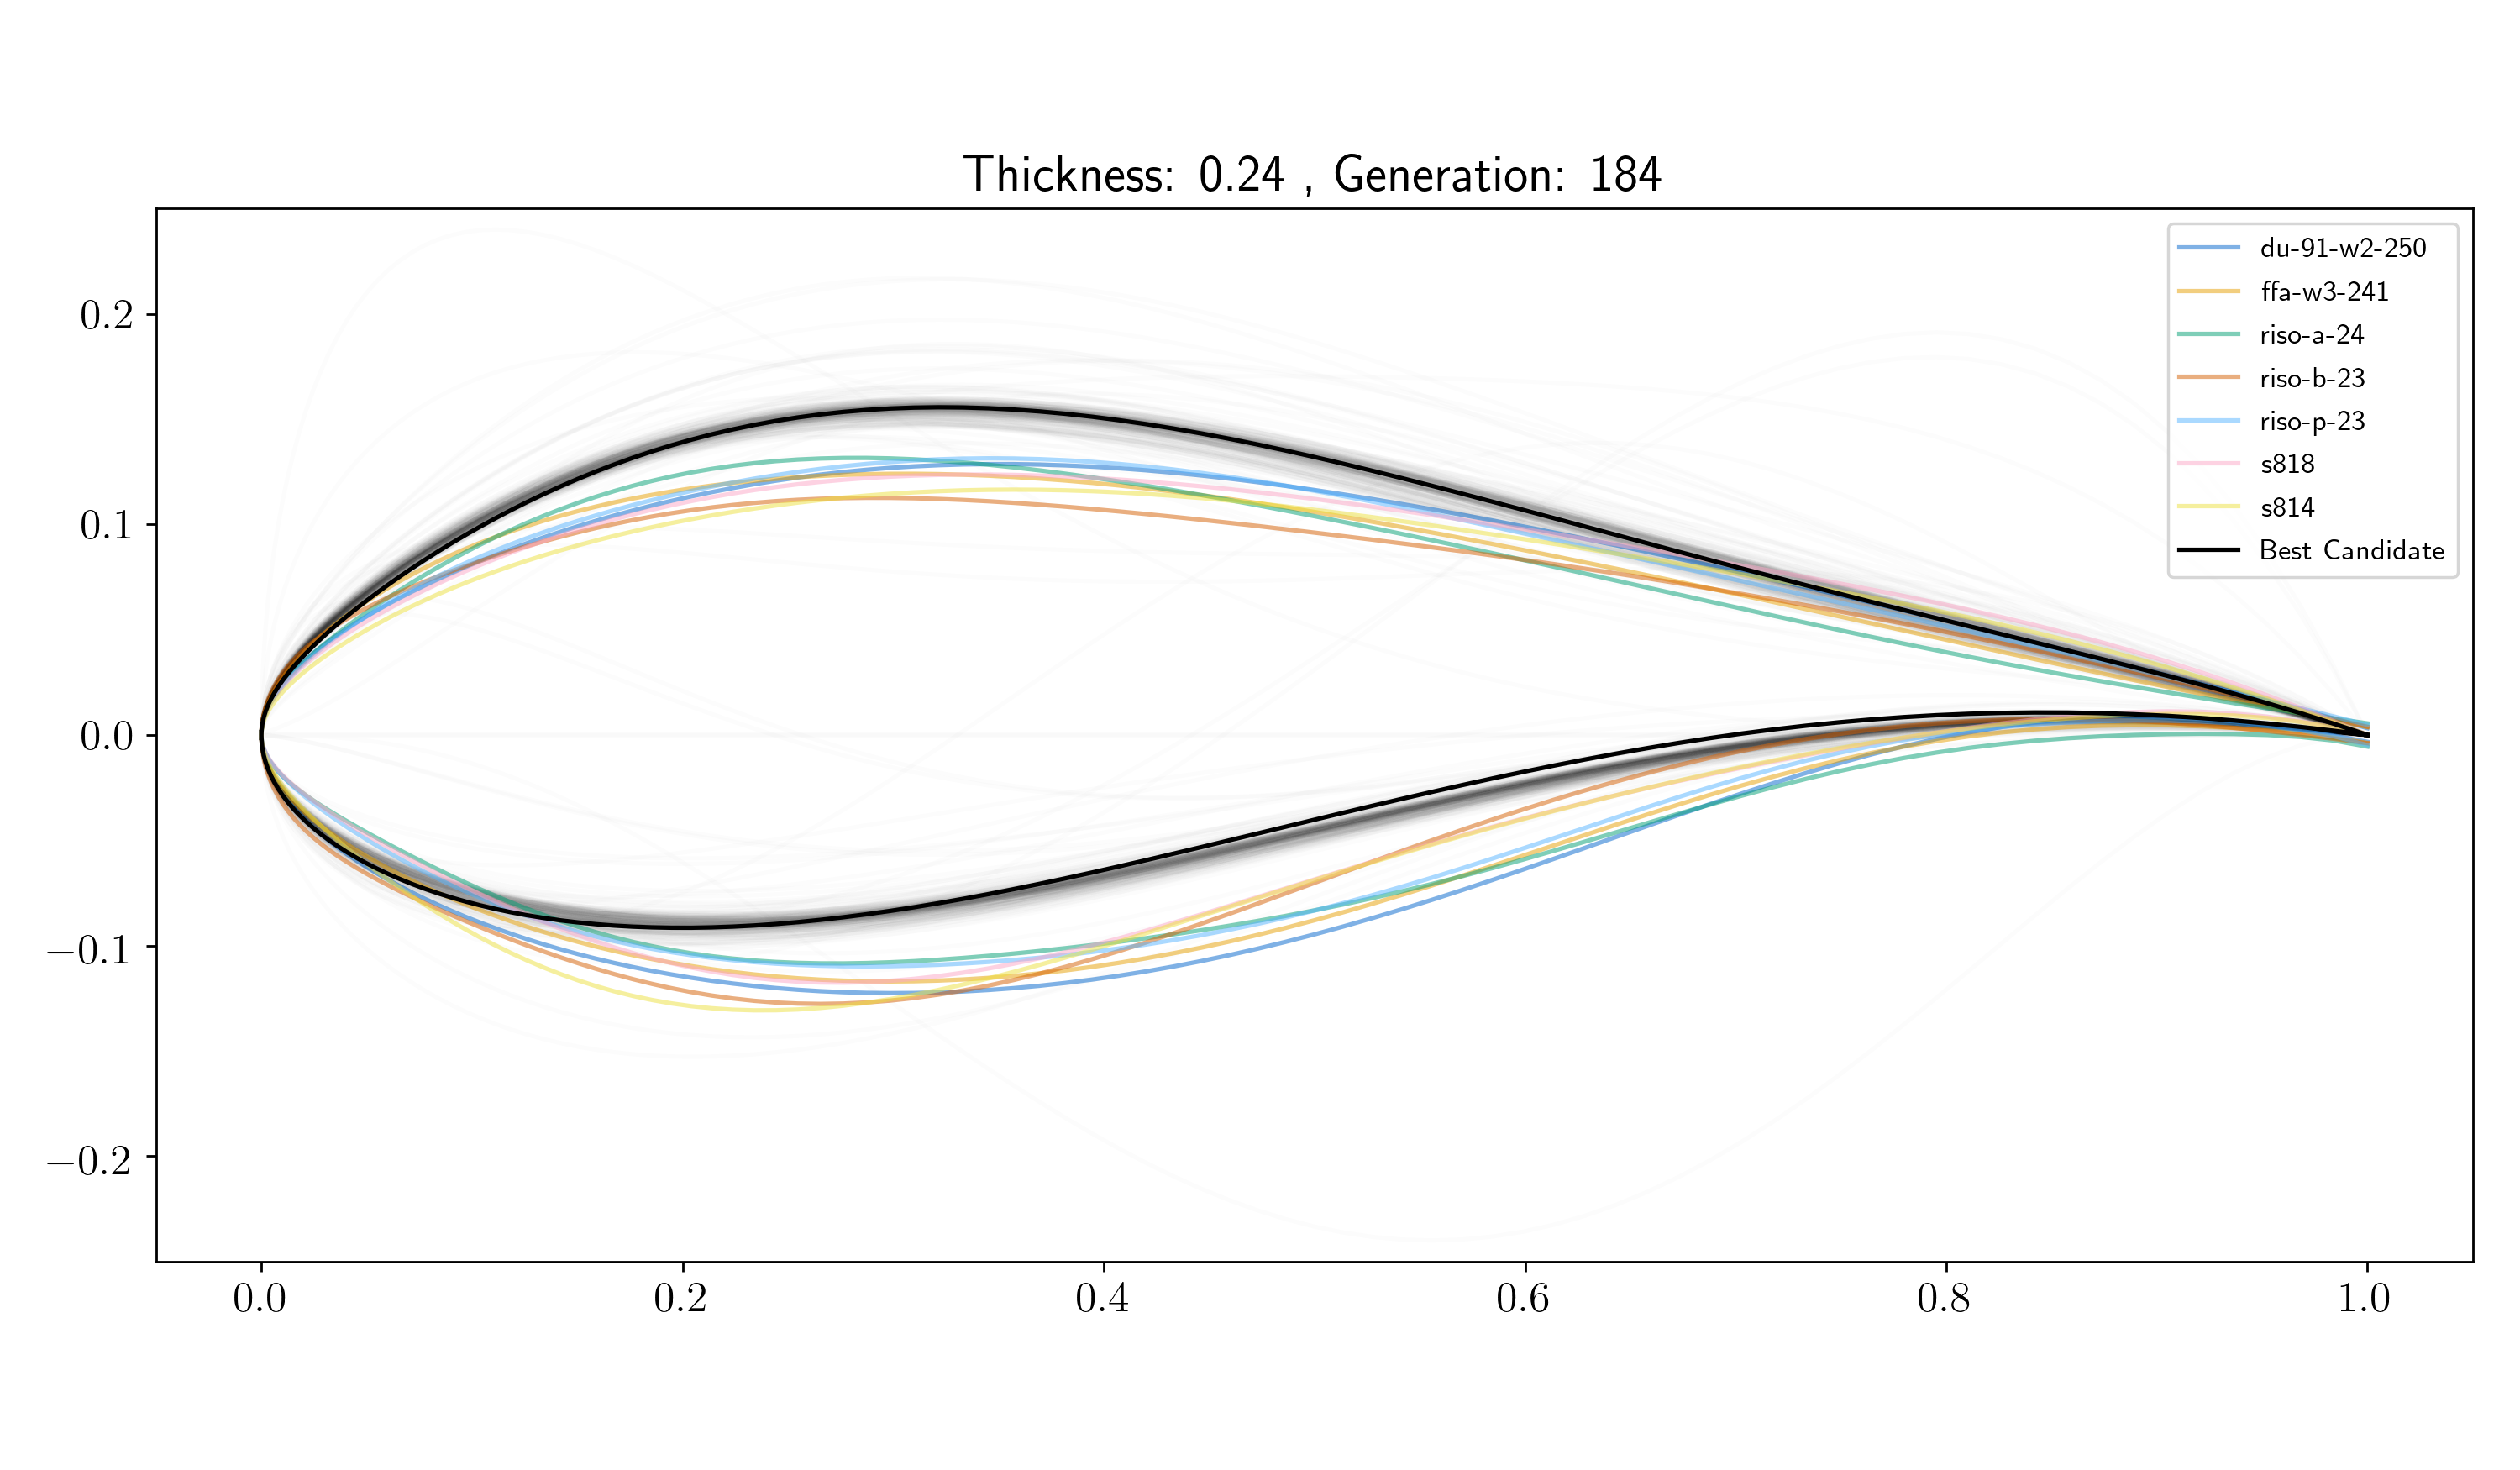 Thickness: 0.24 , Generation: 184
du-91-w2-250
ffa-w3-241
riso-a-24
riso-b-23
riso-p-23
s818
s814
Best Candidate
0.2
0.1
0.0
−0.1
−0.2
0.0 0.2 0.4 0.6 0.8 1.0